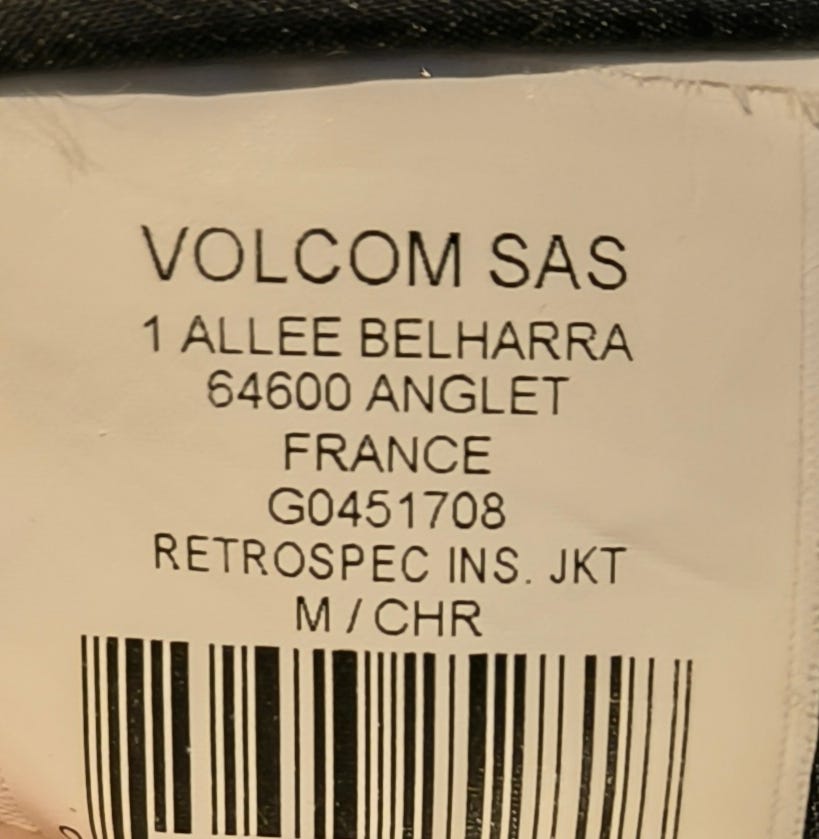 VOLCOM SAS
1 ALLEE BELHARRA
64600 ANGLET
FRANCE
G0451708
RETROSPEC INS. JKT
M / CHR